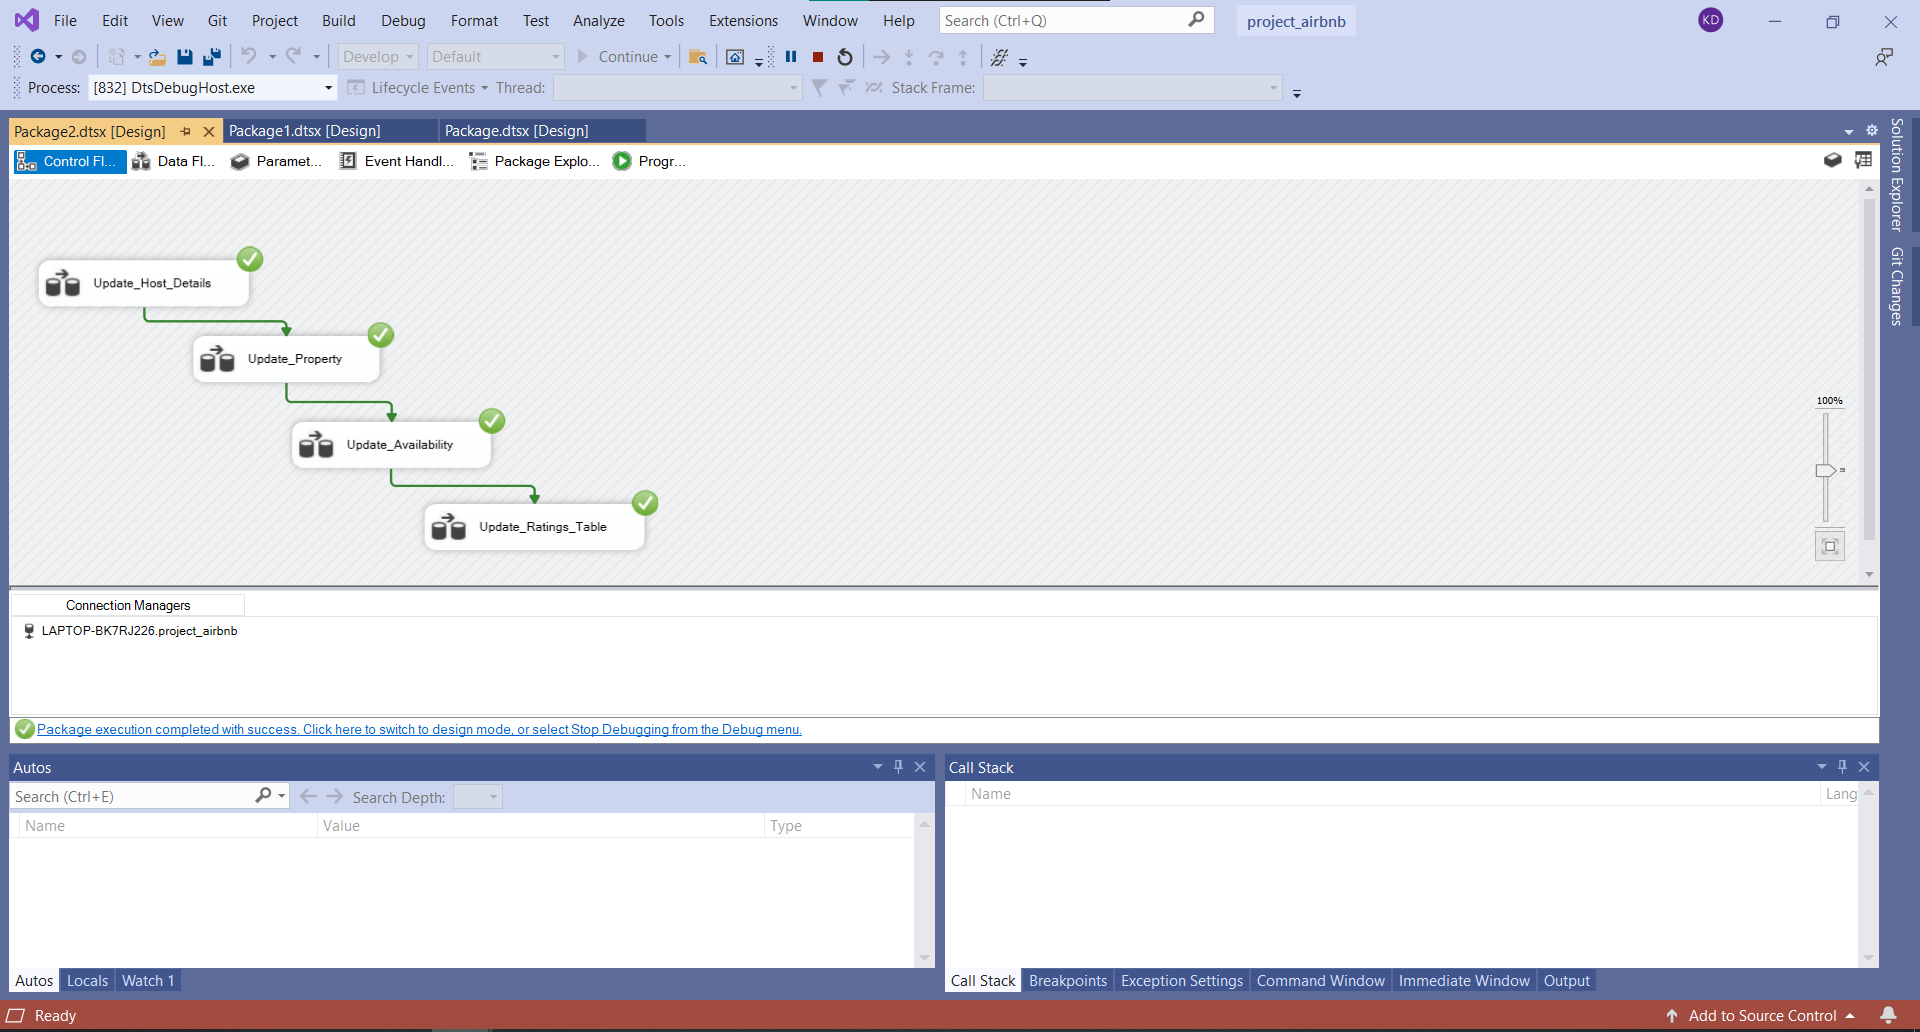 File Edit View Git Project Build Debug Format Test Analyze Tools Extensions Window Help Search (Ctrl+Q) project_airbnb KD
Develop Default Continue
Process: [832] DtsDebugHost.exe Lifecycle Events Thread: Stack Frame:
Package2.dtsx [Design] Package1.dtsx [Design] Package.dtsx [Design]
Control Fl... Data Fl... Paramet... Event Handl... Package Explo... Progr...
Solution Explorer
Git Changes
Update_Host_Details
Update_Property
100%
Update_Availability
Update_Ratings_Table
Connection Managers
LAPTOP-BK7RJ226.project_airbnb
Package execution completed with success. Click here to switch to design mode, or select Stop Debugging from the Debug menu.
Autos
Search (Ctrl+E) Search Depth:
Name Value Type
Autos Locals Watch 1
Call Stack
Name Lang
Call Stack Breakpoints Exception Settings Command Window Immediate Window Output
Ready Add to Source Control